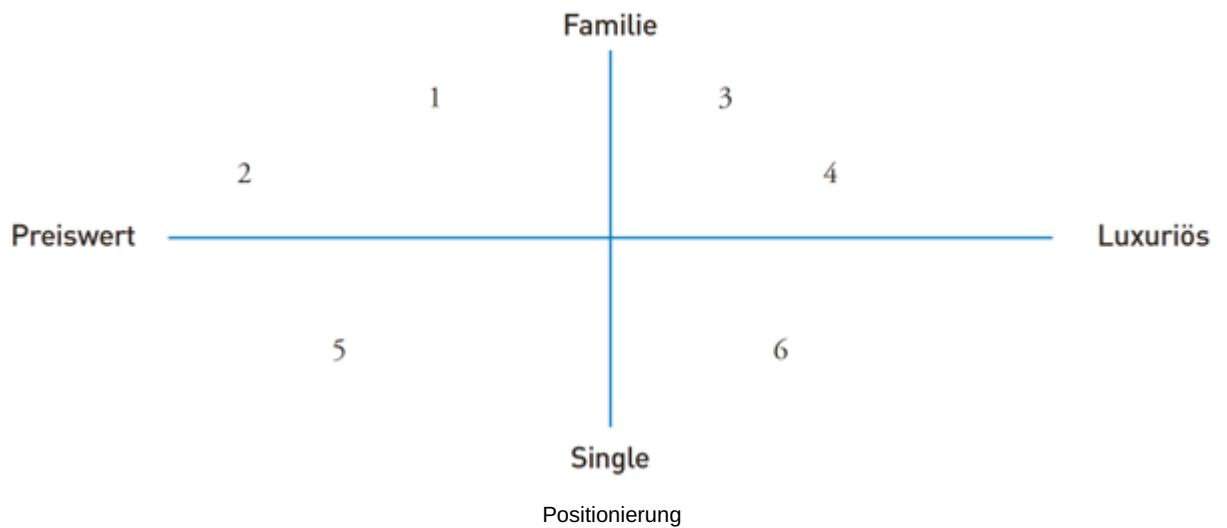 Familie
1 3
2 4
Preiswert Luxuriös
5 6
Single
Positionierung